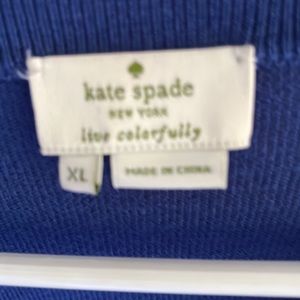 kate spade
NEW YORK
live colorfully
XL
MADE IN CHINA